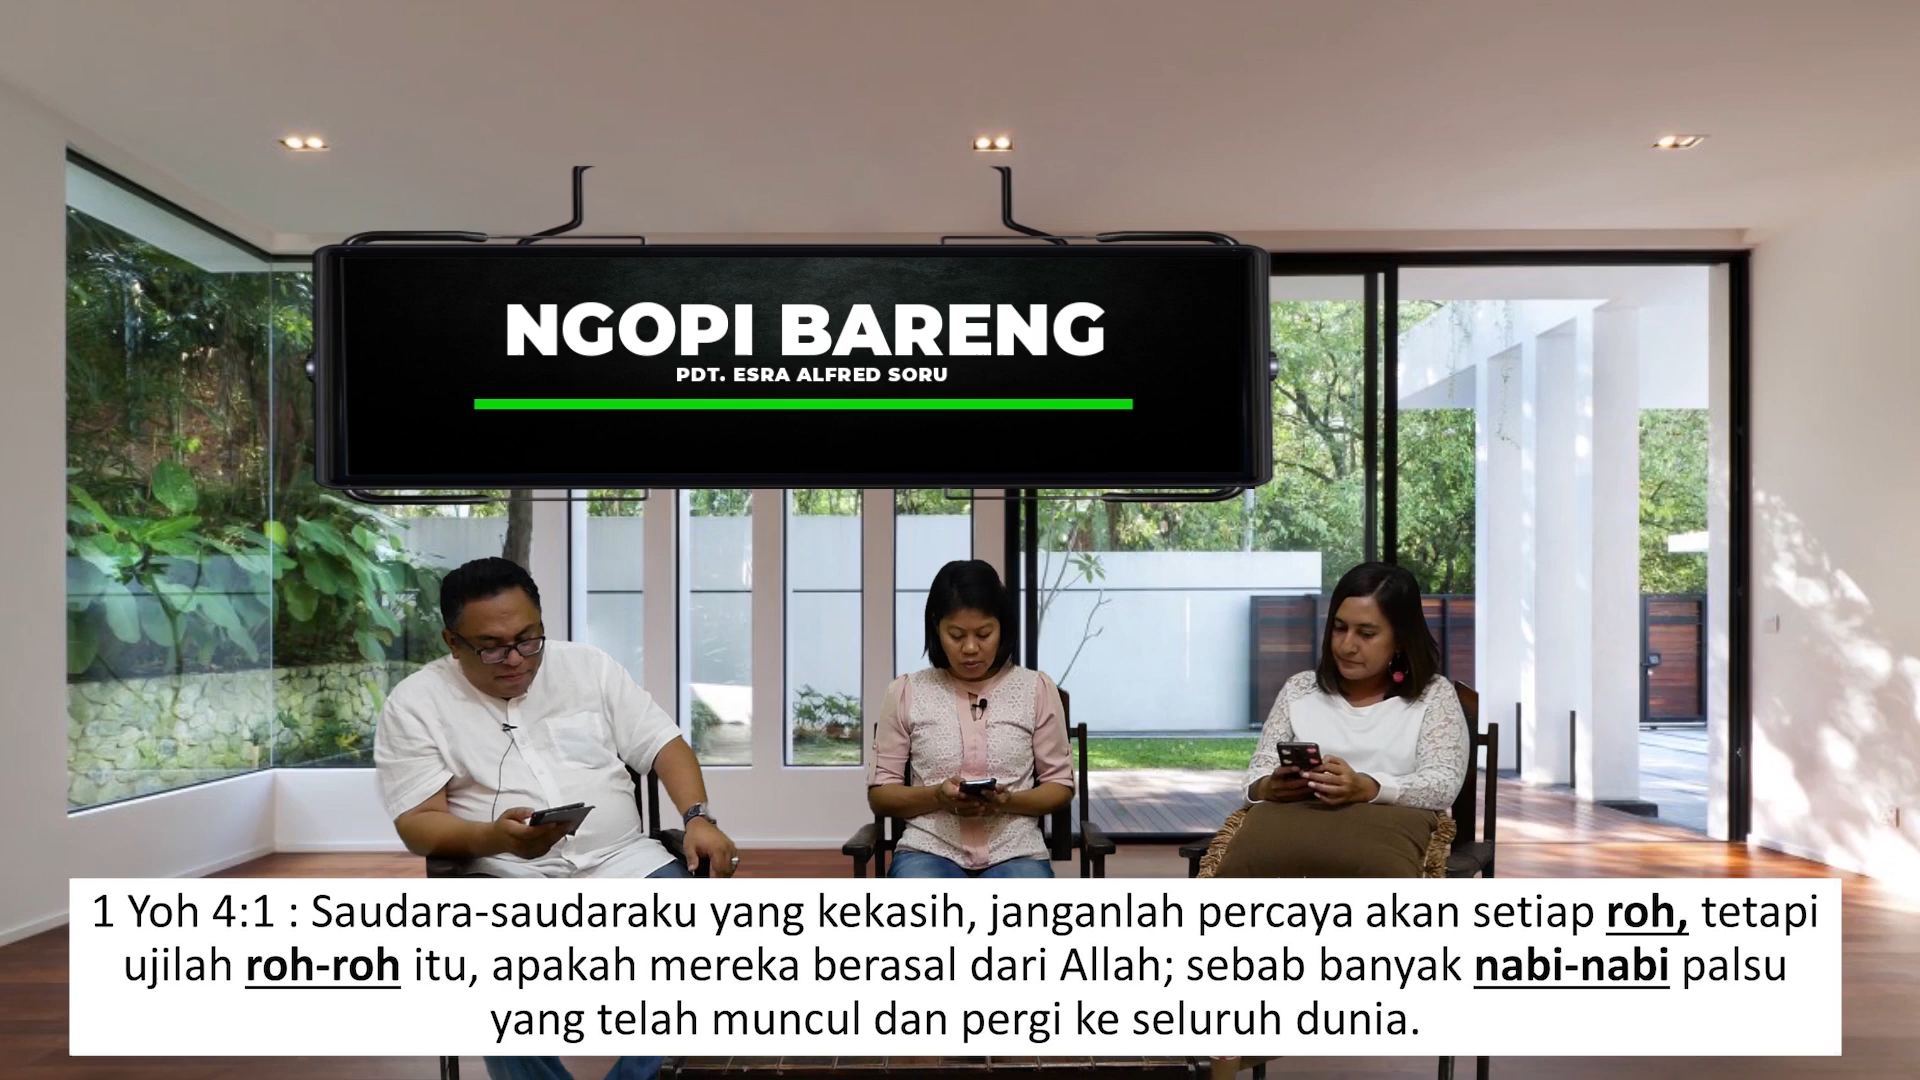 NGOPI BARENG
PDT. ESRA ALFRED SORU
1 Yoh 4:1 : Saudara-saudaraku yang kekasih, janganlah percaya akan setiap roh, tetapi
ujilah roh-roh itu, apakah mereka berasal dari Allah; sebab banyak nabi-nabi palsu
yang telah muncul dan pergi ke seluruh dunia.